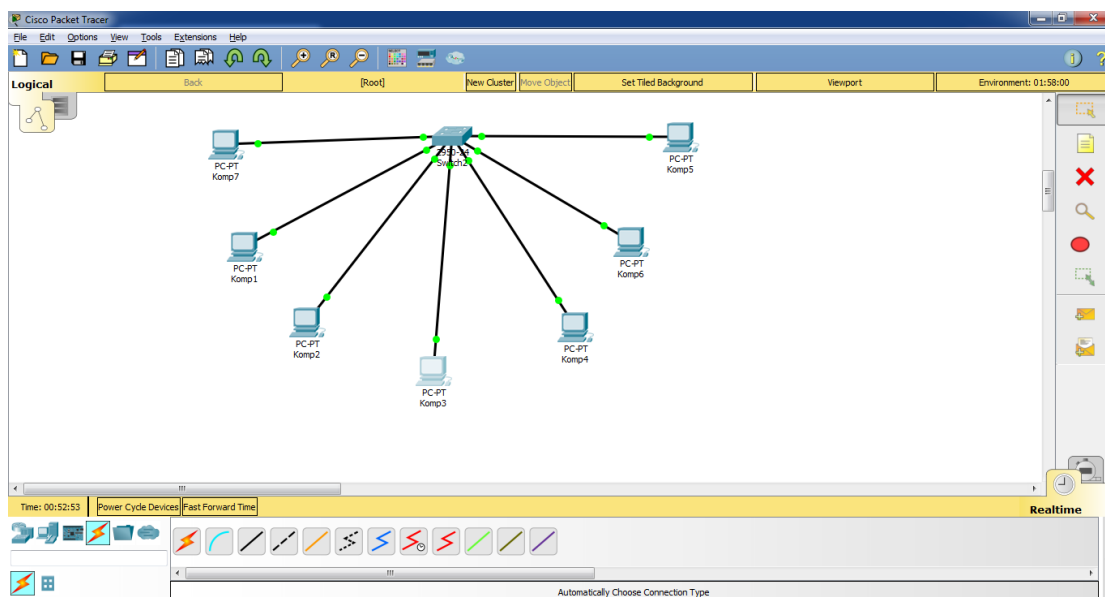 Cisco Packet Tracer
File Edit Options View Tools Extensions Help
Logical Back [Root] New Cluster Move Object Set Tiled Background Viewport Environment: 01:58:00
2950-24
Switch2
PC-PT
Komp7
PC-PT
Komp5
PC-PT
Komp1
PC-PT
Komp6
PC-PT
Komp2
PC-PT
Komp4
PC-PT
Komp3
Time: 00:52:53 Power Cycle Devices Fast Forward Time Realtime
Automatically Choose Connection Type